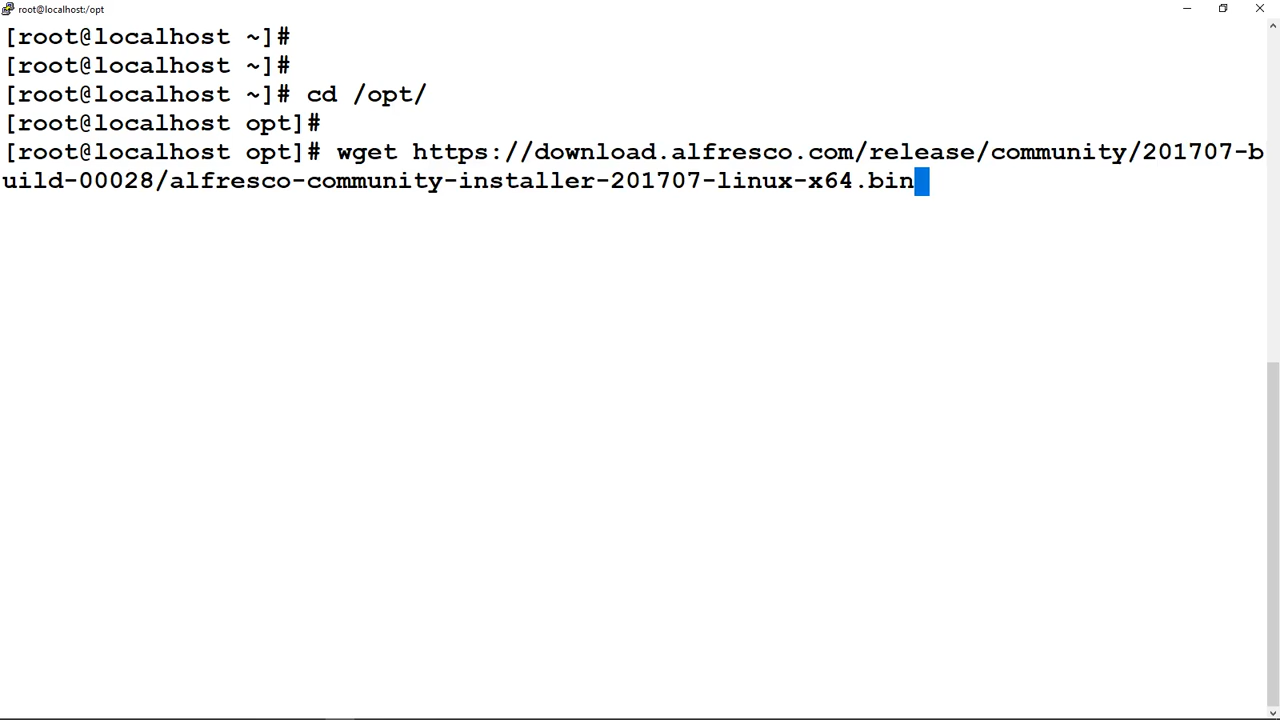 root@localhost:/opt
[root@localhost ~]#
[root@localhost ~]#
[root@localhost ~]# cd /opt/
[root@localhost opt]#
[root@localhost opt]# wget https://download.alfresco.com/release/community/201707-b
uild-00028/alfresco-community-installer-201707-linux-x64.bin